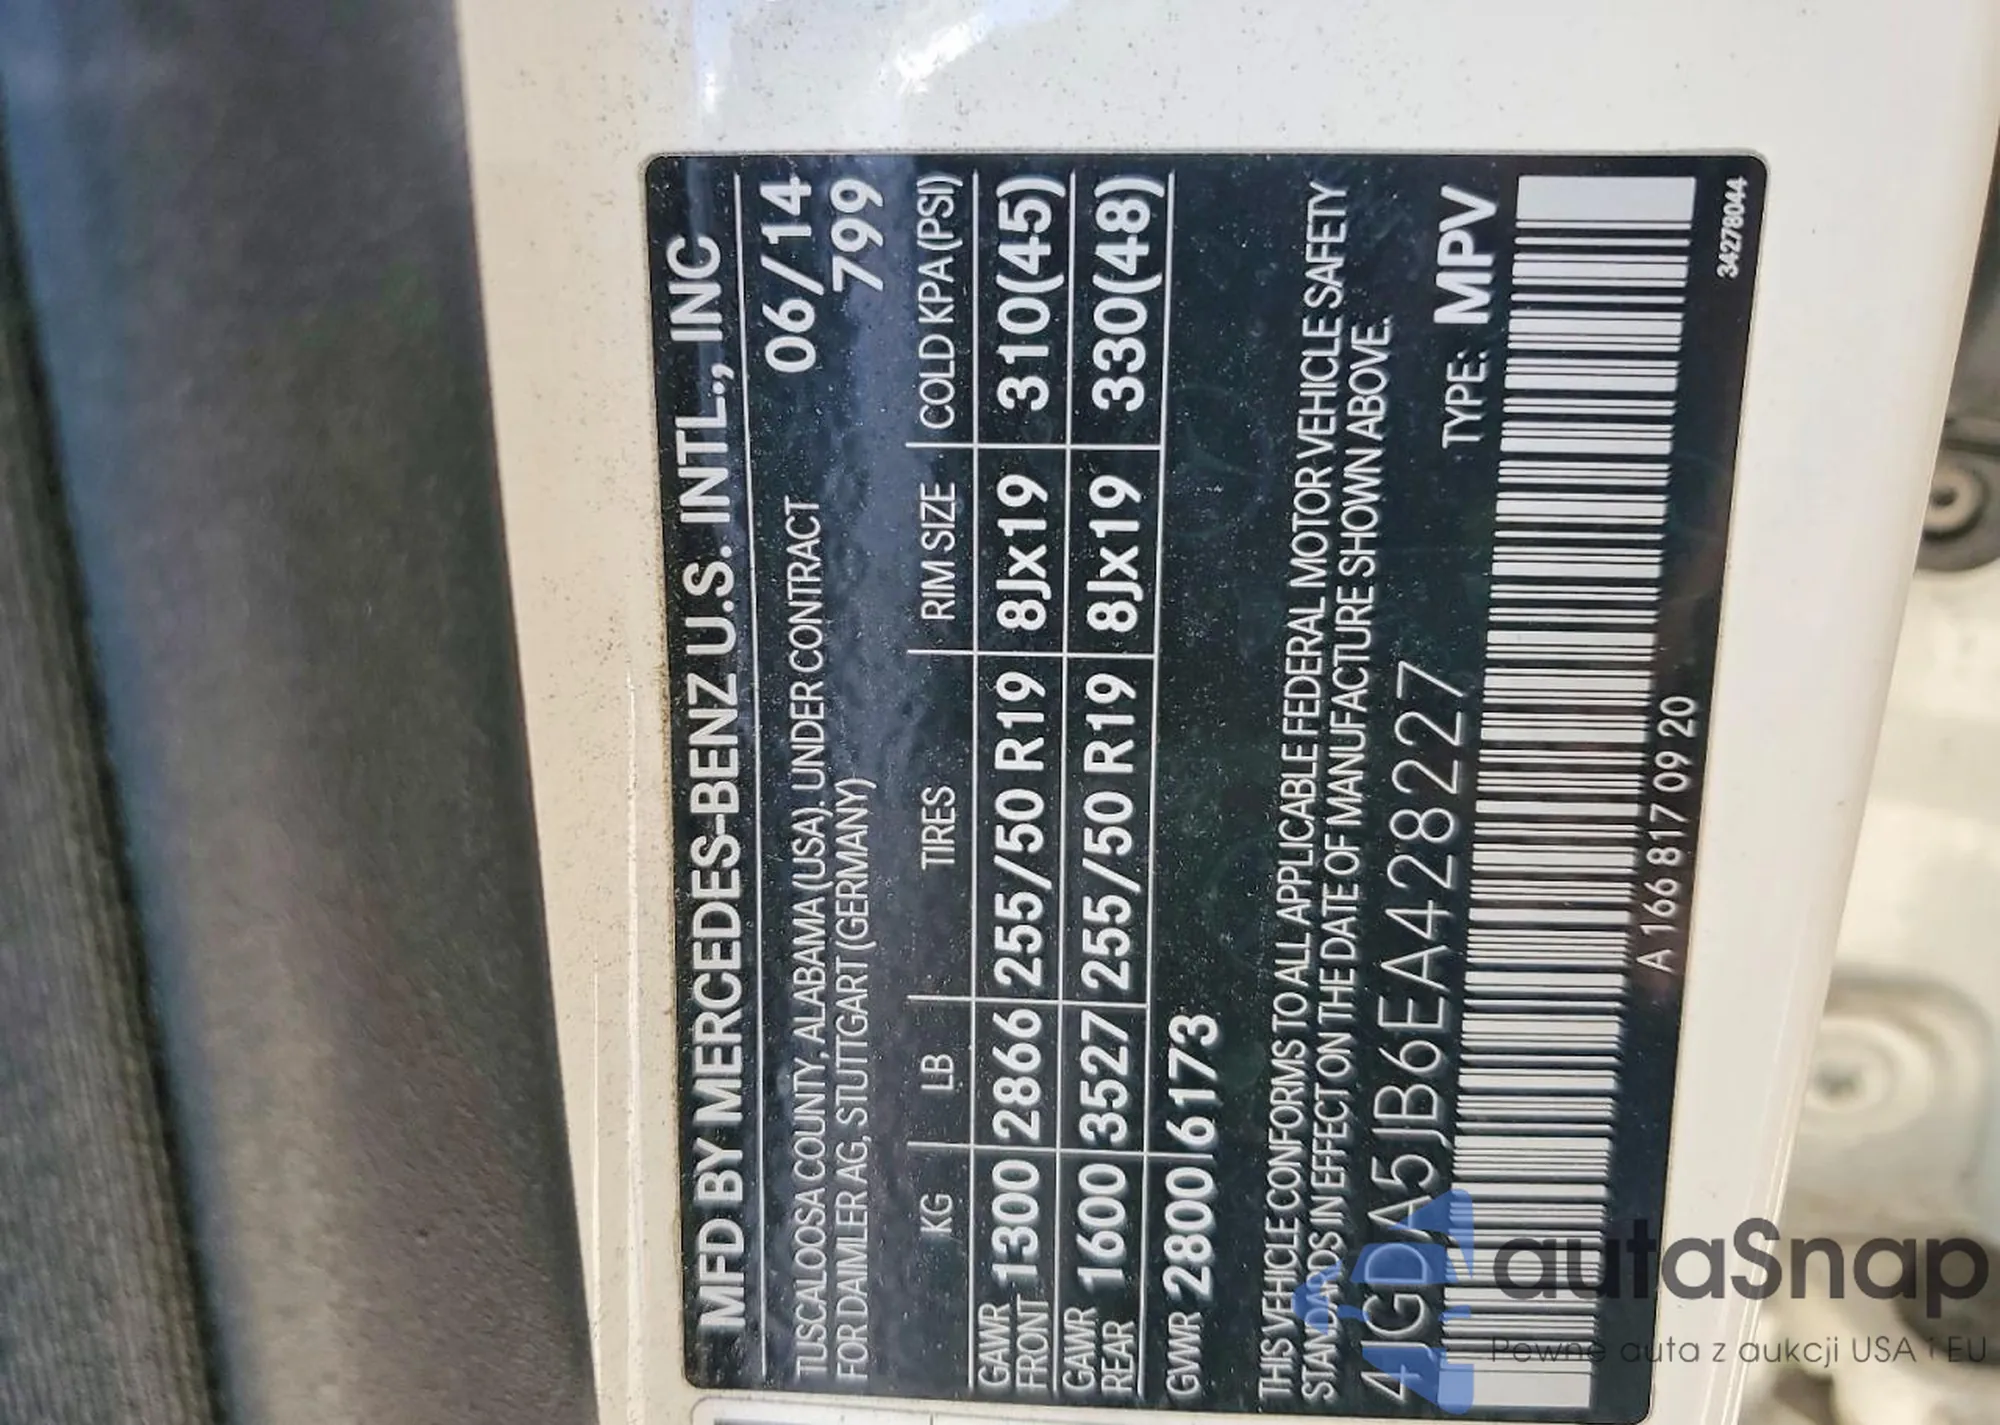 MFD BY MERCEDES-BENZ U.S. INTL., INC
TUSCALOOSA COUNTY, ALABAMA (USA). UNDER CONTRACT 06/14
FOR DAIMLER AG, STUTTGART (GERMANY) 799
KG LB TIRES RIM SIZE COLD KPA (PSI)
GAWR FRONT 1300 2866 255/50 R19 8Jx19 310(45)
GAWR REAR 1600 3527 255/50 R19 8Jx19 330(48)
GVWR 2800 6173
THIS VEHICLE CONFORMS TO ALL APPLICABLE FEDERAL MOTOR VEHICLE SAFETY
STANDARDS IN EFFECT ON THE DATE OF MANUFACTURE SHOWN ABOVE.
4JGDA5JB6EA428227 TYPE: MPV
A 166 817 09 20
34278044
autaSnap
Pewne auta z aukcji USA i EU